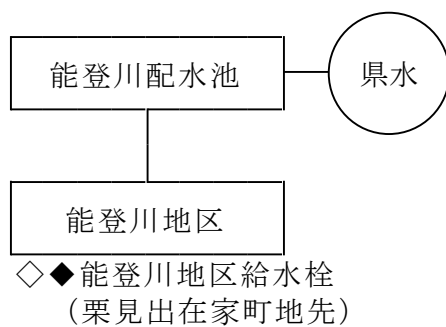 能登川配水池
県水
能登川地区
◇◆能登川地区給水栓
(栗見出在家町地先)